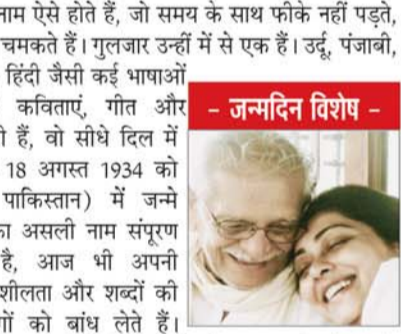 नाम ऐसे होते हैं, जो समय के साथ फीके नहीं पड़ते,
चमकते हैं। गुलजार उन्हीं में से एक हैं। उर्दू, पंजाबी,
हिंदी जैसी कई भाषाओं
कविताएं, गीत और
हैं, वो सीधे दिल में
18 अगस्त 1934 को
पाकिस्तान) में जन्मे
असली नाम संपूरण
है, आज भी अपनी
शीलता और शब्दों की
को बांध लेते हैं।
- जन्मदिन विशेष -